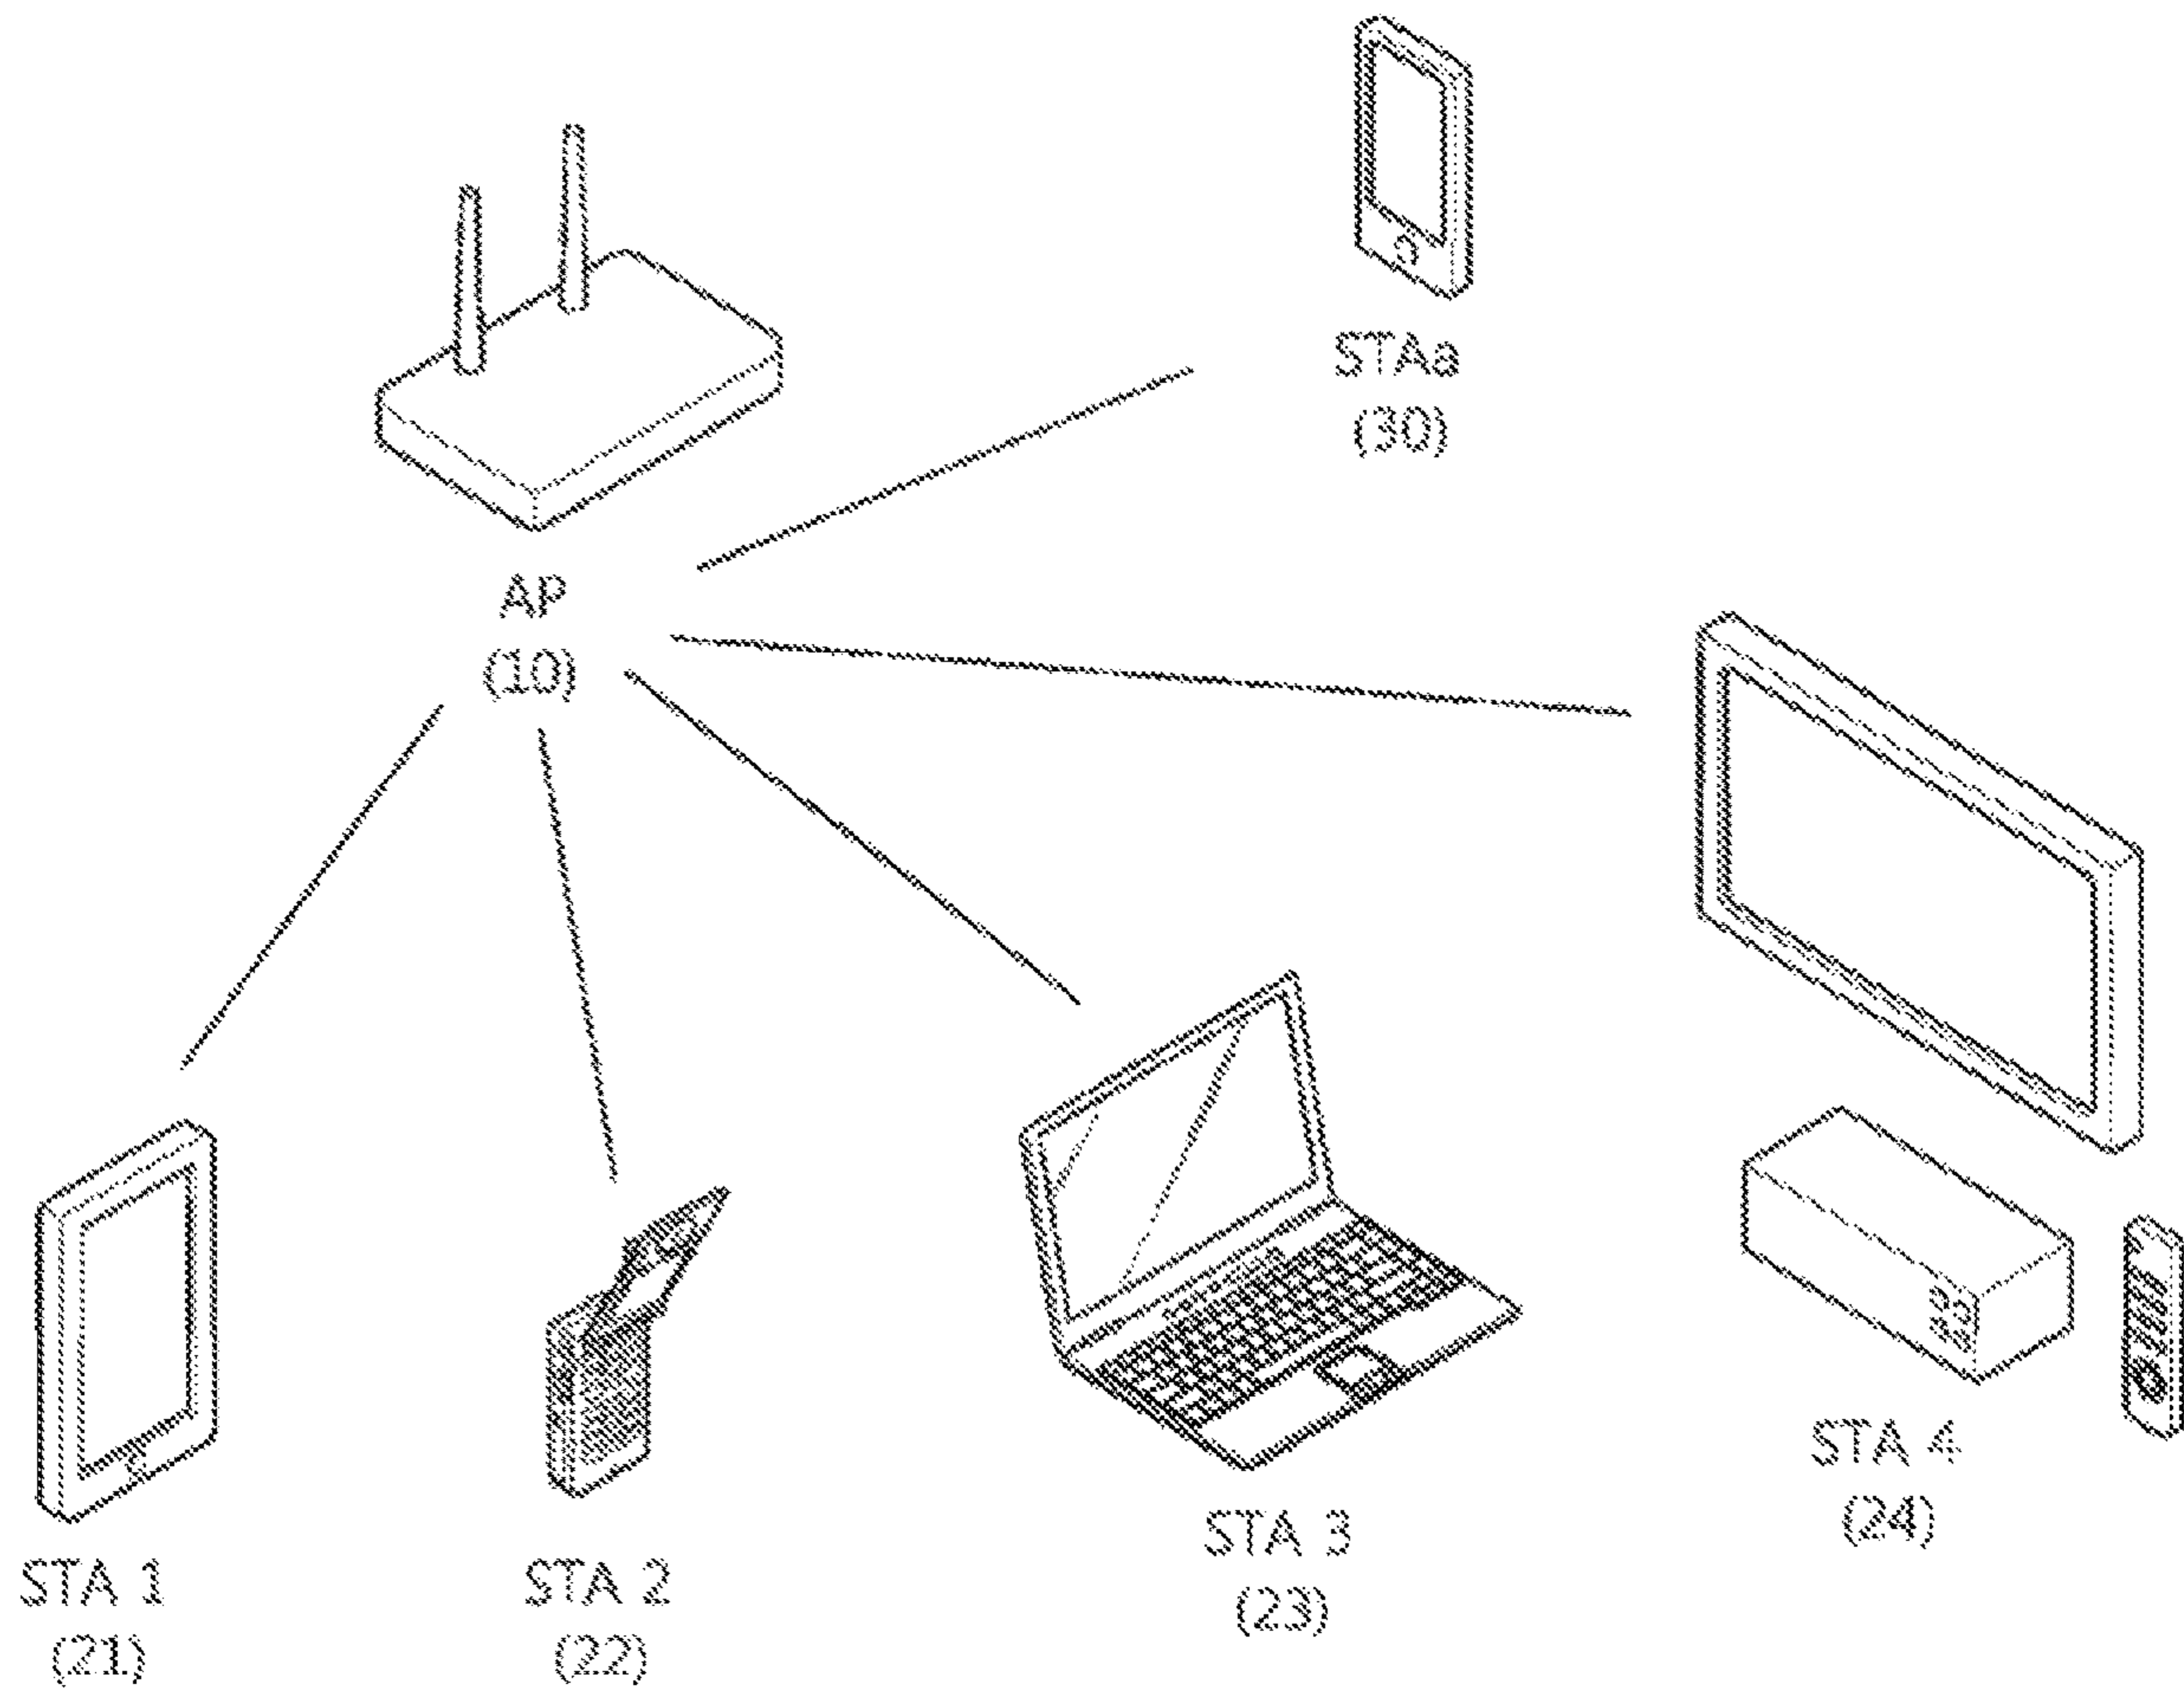 STAa
(30)
AP
(10)
STA 1
(21)
STA 2
(22)
STA 3
(23)
STA 4
(24)